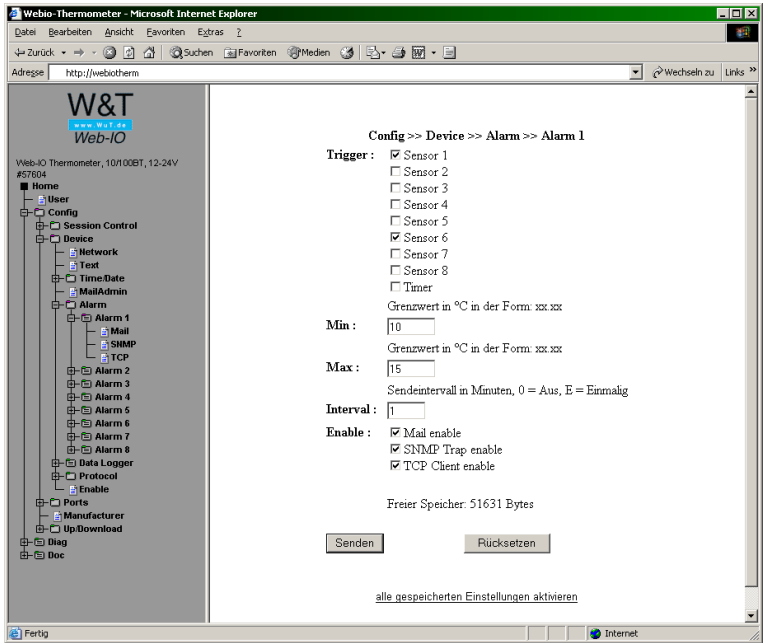 Webio-Thermometer - Microsoft Internet Explorer
Datei Bearbeiten Ansicht Favoriten Extras ?
Zurück Suchen Favoriten Medien
Adresse http://webiotherm Wechseln zu Links »
W&T
www.WuT.de
Web-IO
Web-IO Thermometer, 10/100BT, 12-24V
#57604
Home
User
Config
Session Control
Device
Network
Text
Time/Date
MailAdmin
Alarm
Alarm 1
Mail
SNMP
TCP
Alarm 2
Alarm 3
Alarm 4
Alarm 5
Alarm 6
Alarm 7
Alarm 8
Data Logger
Protocol
Enable
Ports
Manufacturer
Up/Download
Diag
Doc
Config >> Device >> Alarm >> Alarm 1
Trigger : Sensor 1
Sensor 2
Sensor 3
Sensor 4
Sensor 5
Sensor 6
Sensor 7
Sensor 8
Timer
Grenzwert in °C in der Form: xx.xx
Min : 10
Grenzwert in °C in der Form: xx.xx
Max : 15
Sendeintervall in Minuten, 0 = Aus, E = Einmalig
Interval : 1
Enable : Mail enable
SNMP Trap enable
TCP Client enable
Freier Speicher: 51631 Bytes
Senden Rücksetzen
alle gespeicherten Einstellungen aktivieren
Fertig Internet